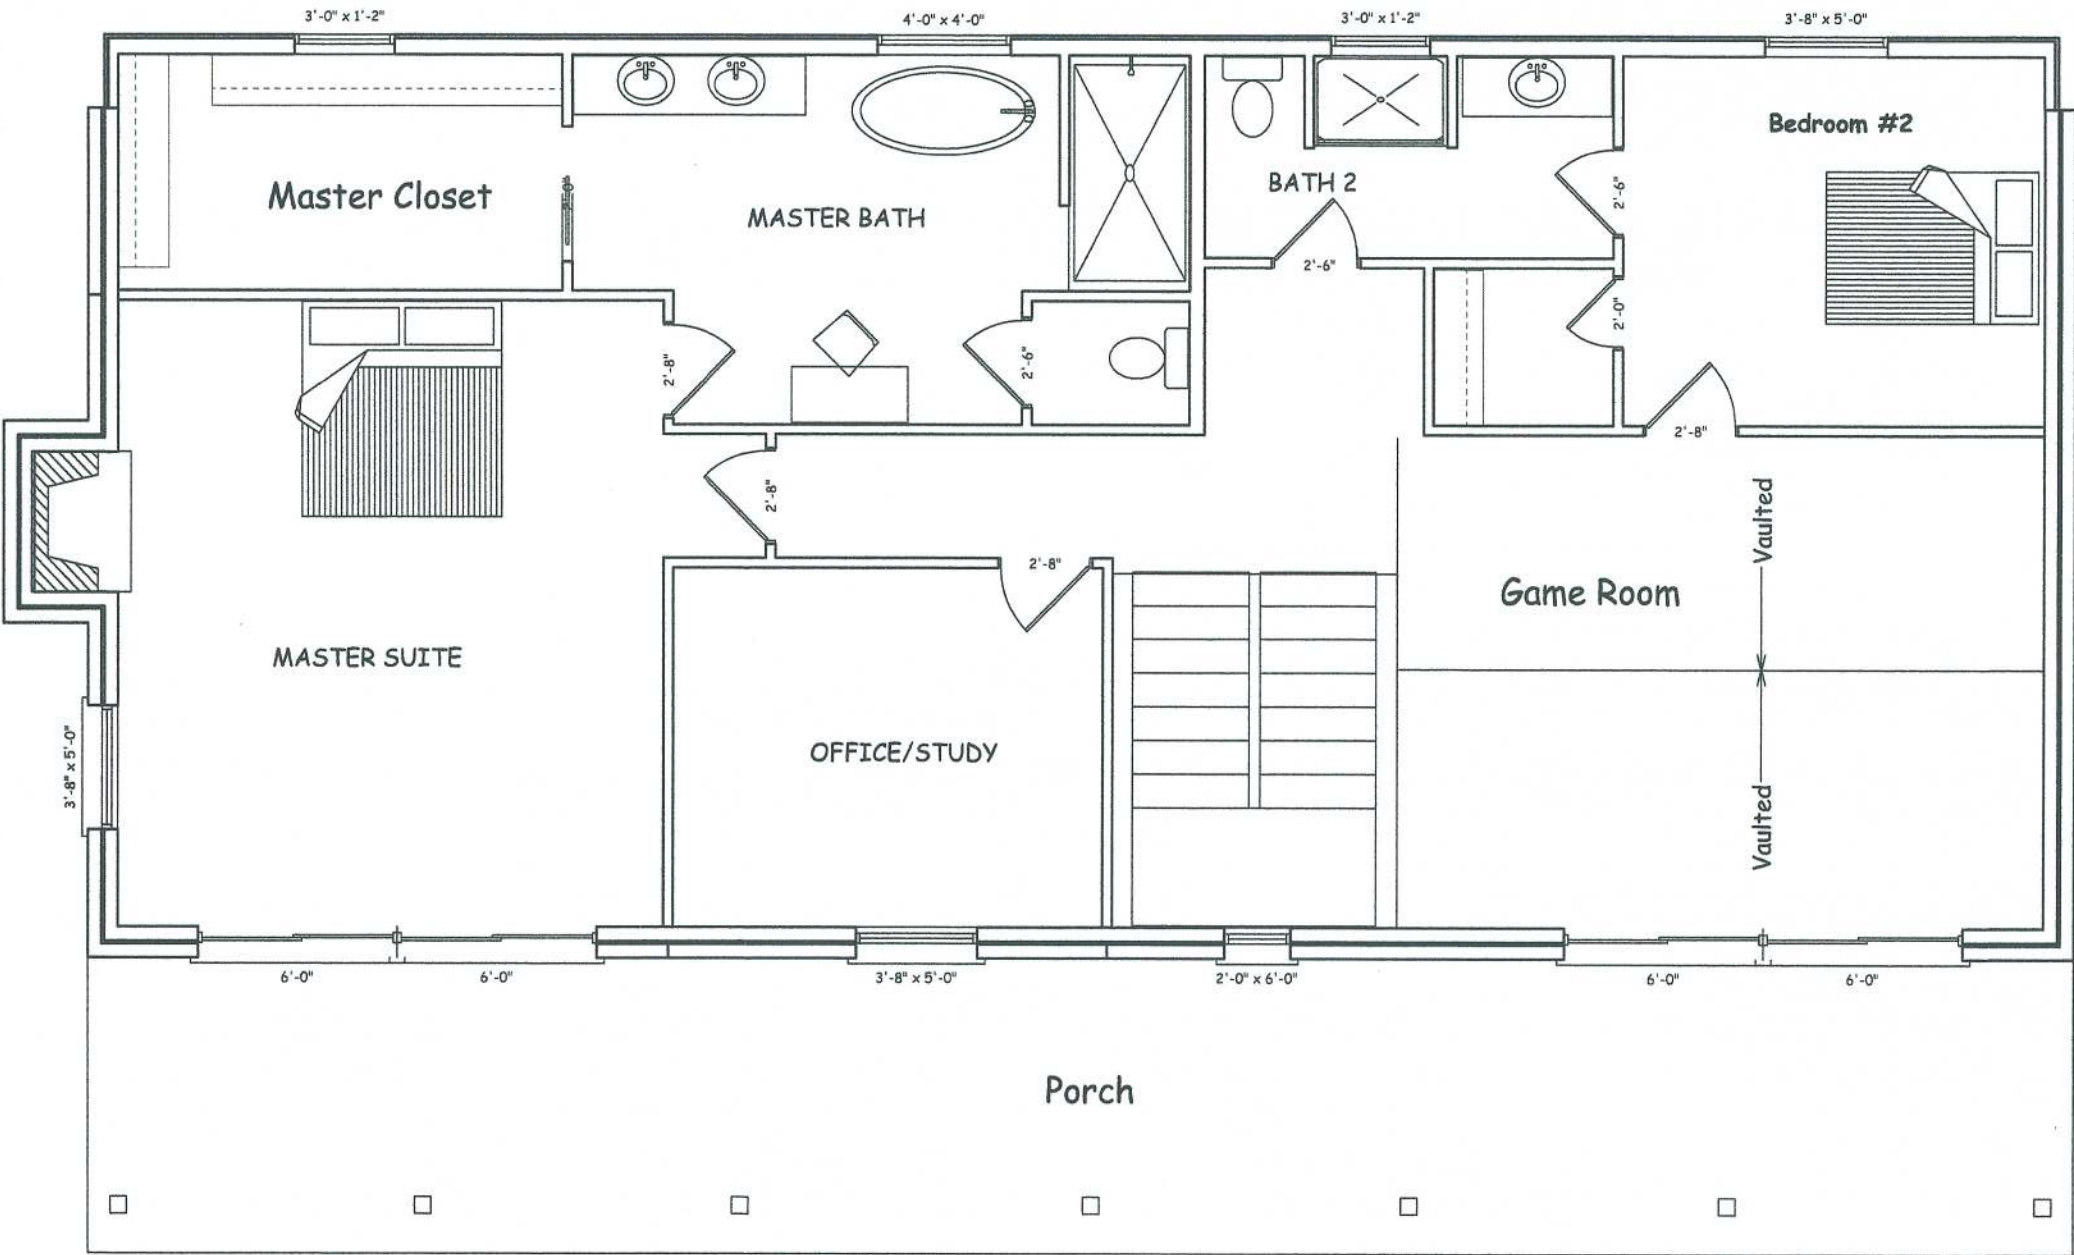 3'-0" x 1'-2"
4'-0" x 4'-0"
3'-0" x 1'-2"
3'-8" x 5'-0"
Bedroom #2
Master Closet
MASTER BATH
BATH 2
2'-6"
2'-6"
2'-0"
2'-8"
2'-6"
2'-8"
2'-8"
2'-8"
Vaulted
Game Room
MASTER SUITE
OFFICE/STUDY
3'-8" x 5'-0"
Vaulted
6'-0"
6'-0"
3'-8" x 5'-0"
2'-0" x 6'-0"
6'-0"
6'-0"
Porch